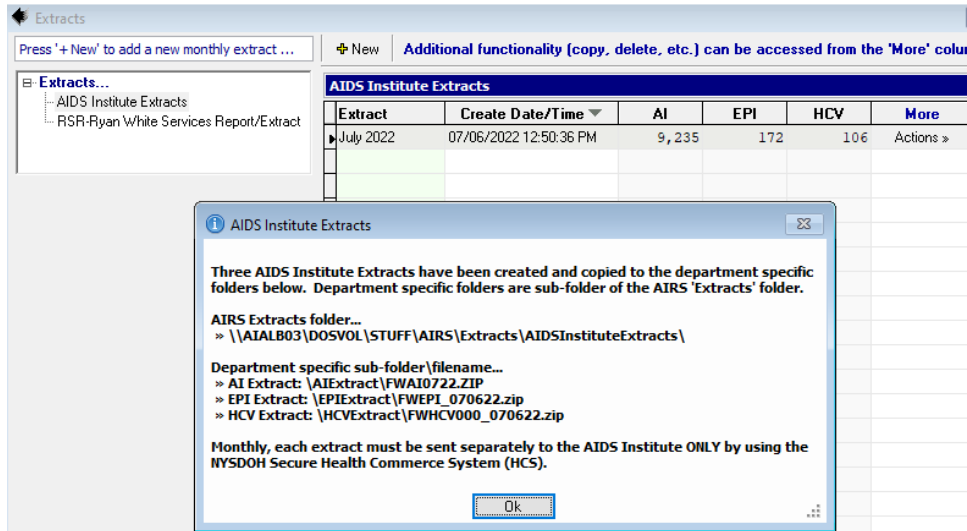 Extracts
Press '+ New' to add a new monthly extract ...
New
Additional functionality (copy, delete, etc.) can be accessed from the 'More'
Extracts...
AIDS Institute Extracts
RSR-Ryan White Services Report/Extract
AIDS Institute Extracts
Extract Create Date/Time AI EPI HCV More
July 2022 07/06/2022 12:50:36 PM 9,235 172 106 Actions »
AIDS Institute Extracts
Three AIDS Institute Extracts have been created and copied to the department specific
folders below. Department specific folders are sub-folder of the AIRS 'Extracts' folder.
AIRS Extracts folder...
» \\AIALB03\DOSVOL\STUFF\AIRS\Extracts\AIDSInstituteExtracts\
Department specific sub-folder\filename...
» AI Extract: \AIExtract\FWAI0722.ZIP
» EPI Extract: \EPIExtract\FWEPI_070622.zip
» HCV Extract: \HCVExtract\FWHCV000_070622.zip
Monthly, each extract must be sent separately to the AIDS Institute ONLY by using the
NYSDOH Secure Health Commerce System (HCS).
Ok